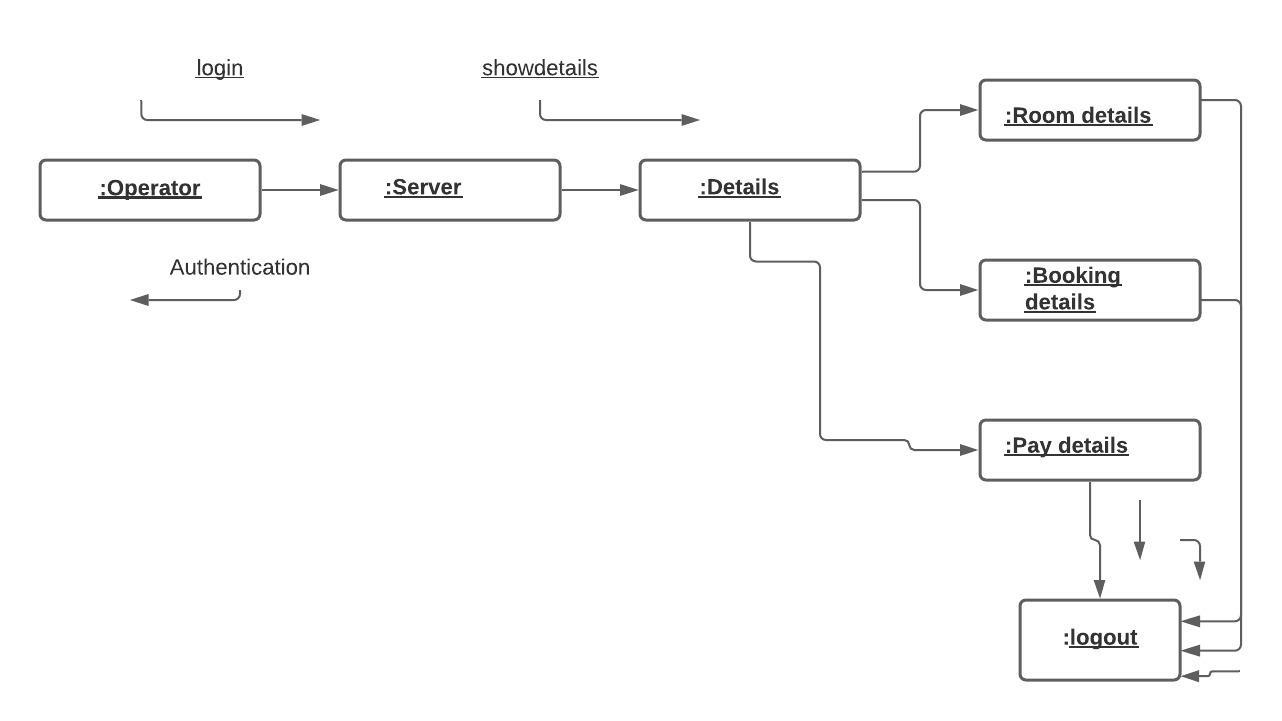 login
showdetails
:Room details
:Operator
:Server
:Details
Authentication
:Booking
details
:Pay details
:logout